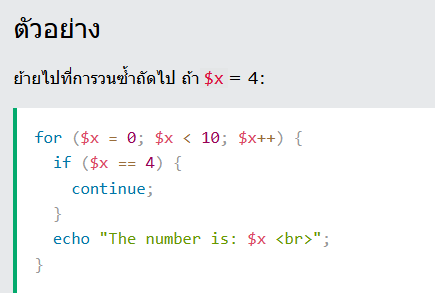 ตัวอย่าง
ย้ายไปที่การวนซ้ำถัดไป ถ้า $x = 4:
for ($x = 0; $x < 10; $x++) {
  if ($x == 4) {
    continue;
  }
  echo "The number is: $x <br>";
}